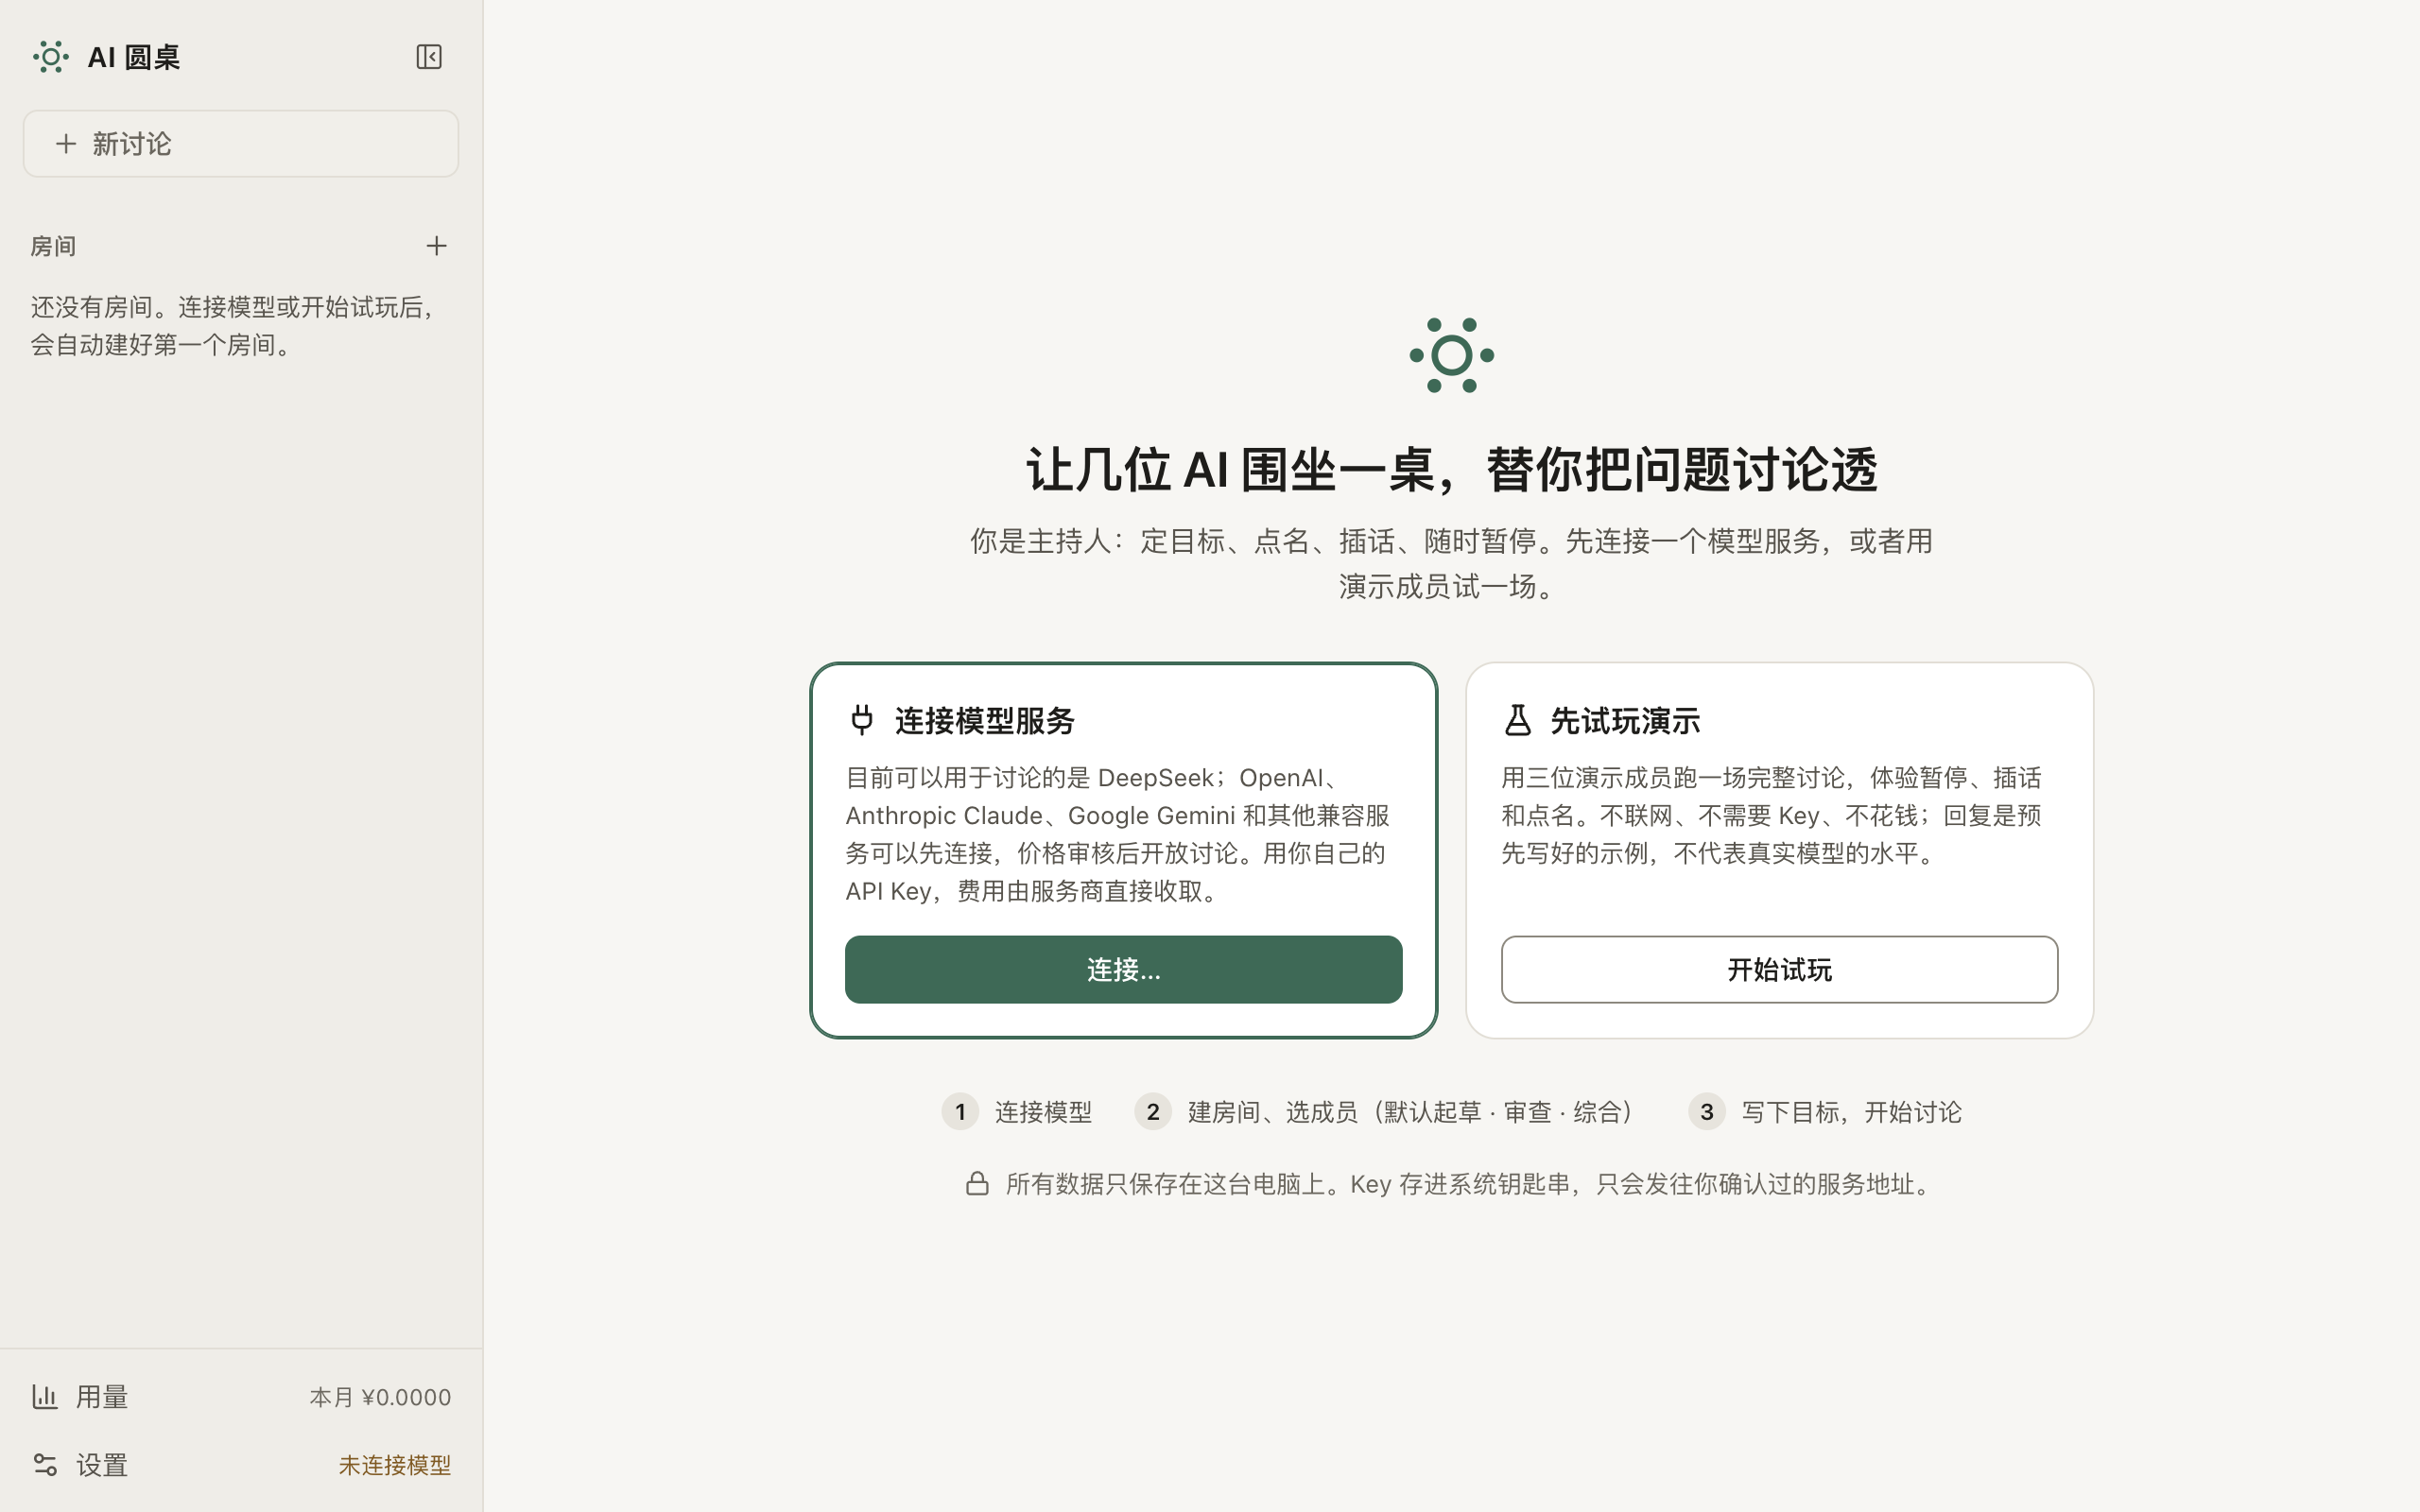 AI 圆桌
新讨论
房间
还没有房间。连接模型或开始试玩后，
会自动建好第一个房间。
用量
本月 ¥0.0000
设置
未连接模型
让几位 AI 围坐一桌，替你把问题讨论透
你是主持人：定目标、点名、插话、随时暂停。先连接一个模型服务，或者用
演示成员试一场。
连接模型服务
目前可以用于讨论的是 DeepSeek；OpenAI、
Anthropic Claude、Google Gemini 和其他兼容服
务可以先连接，价格审核后开放讨论。用你自己的
API Key，费用由服务商直接收取。
连接...
先试玩演示
用三位演示成员跑一场完整讨论，体验暂停、插话
和点名。不联网、不需要 Key、不花钱；回复是预
先写好的示例，不代表真实模型的水平。
开始试玩
1 连接模型
2 建房间、选成员（默认起草 · 审查 · 综合）
3 写下目标，开始讨论
所有数据只保存在这台电脑上。Key 存进系统钥匙串，只会发往你确认过的服务地址。